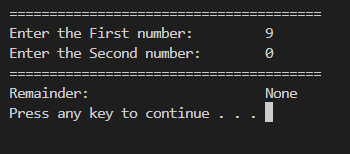 ========================================
Enter the First number: 9
Enter the Second number: 0
========================================
Remainder: None
Press any key to continue . . .